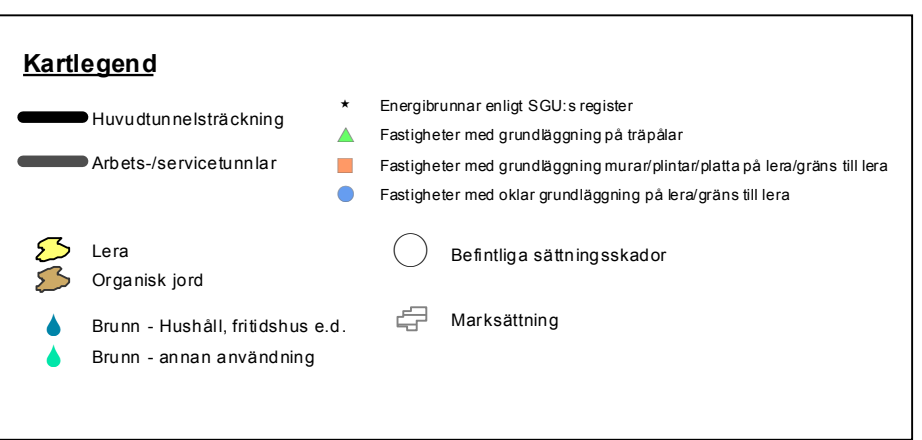 Kartlegend
Huvudtunnelsträckning
Arbets-/servicetunnlar
Energibrunnar enligt SGU:s register
Fastigheter med grundläggning på träpålar
Fastigheter med grundläggning murar/plintar/platta på lera/gräns till lera
Fastigheter med oklar grundläggning på lera/gräns till lera
Lera
Organisk jord
Brunn - Hushåll, fritidshus e.d.
Brunn - annan användning
Befintliga sättningsskador
Marksättning